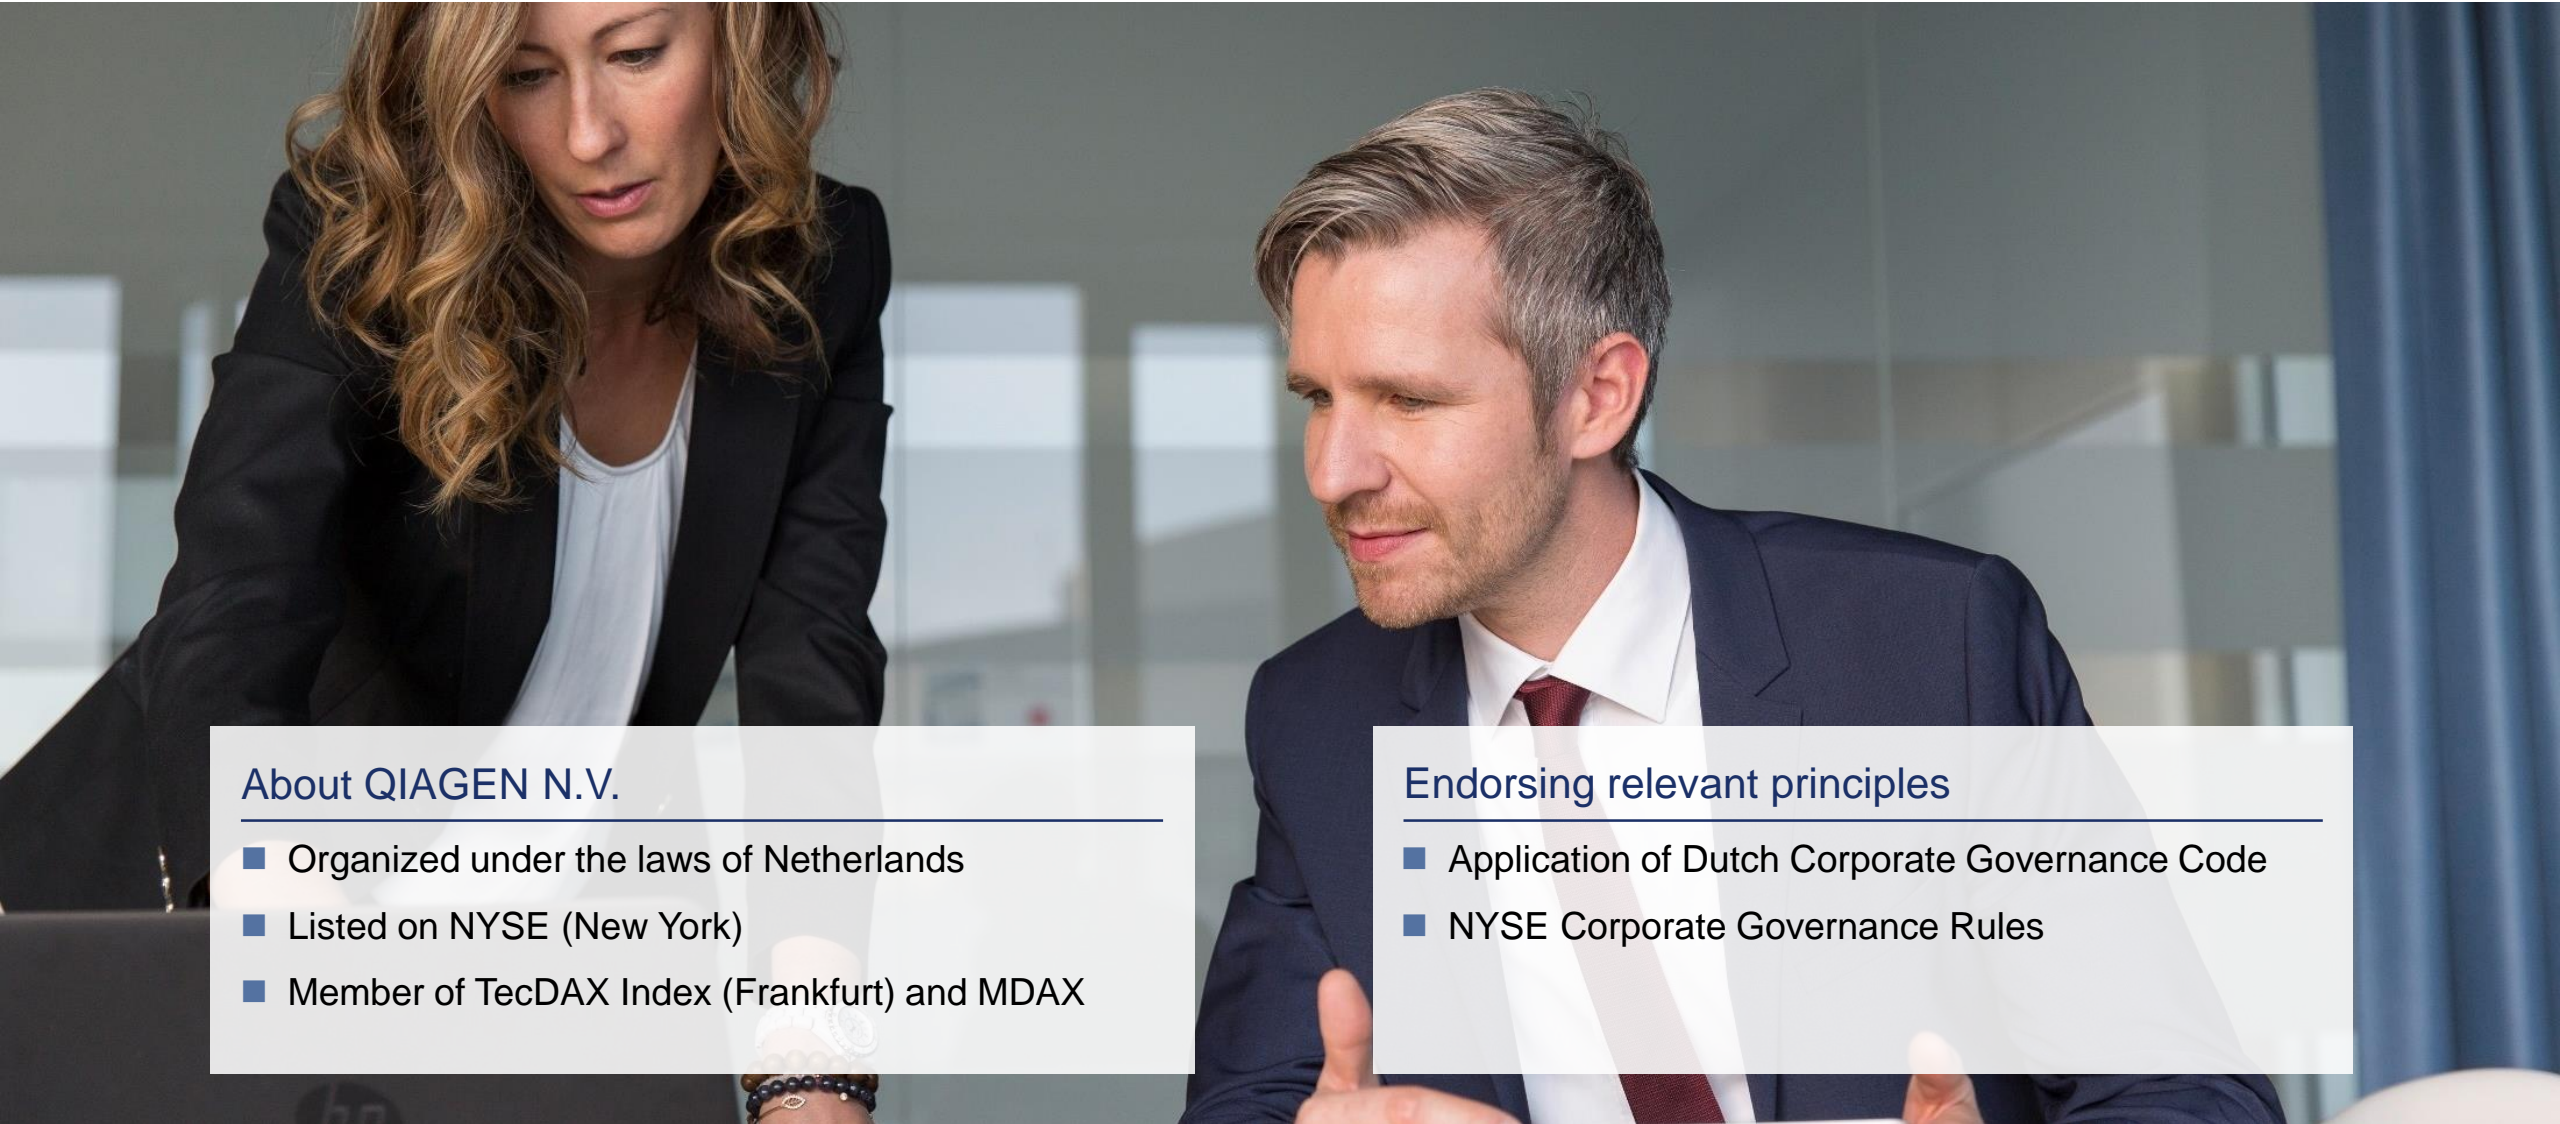 About QIAGEN N.V.
Organized under the laws of Netherlands
Listed on NYSE (New York)
Member of TecDAX Index (Frankfurt) and MDAX
Endorsing relevant principles
Application of Dutch Corporate Governance Code
NYSE Corporate Governance Rules
hp